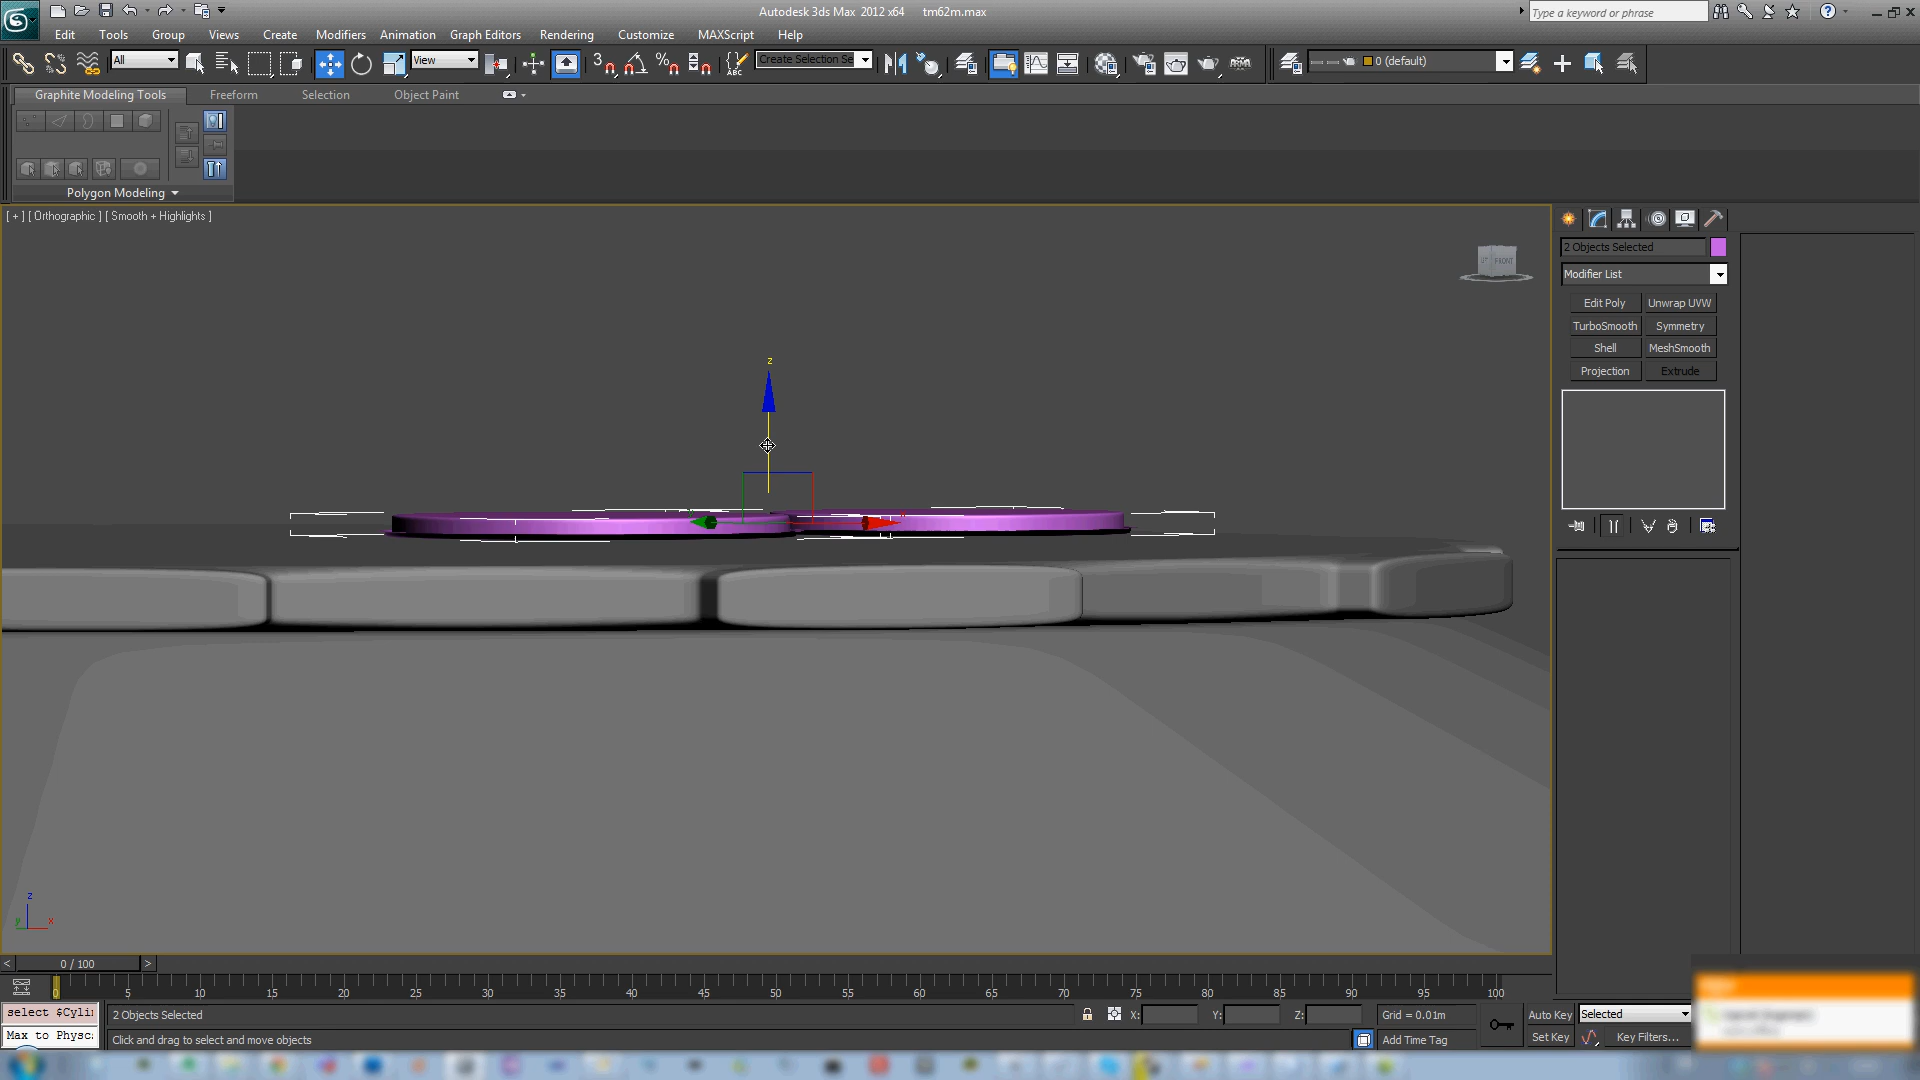 Autodesk 3ds Max 2012 x64 tm62m.max
Type a keyword or phrase
Edit Tools Group Views Create Modifiers Animation Graph Editors Rendering Customize MAXScript Help
All View Create Selection Se 0 (default)
Graphite Modeling Tools Freeform Selection Object Paint
Polygon Modeling
[ + ] [ Orthographic ] [ Smooth + Highlights ]
FRONT
2 Objects Selected
Modifier List
Edit Poly Unwrap UVW
TurboSmooth Symmetry
Shell MeshSmooth
Projection Extrude
z
z
y x
< 0 / 100 >
0 5 10 15 20 25 30 35 40 45 50 55 60 65 70 75 80 85 90 95 100
select $Cyli 2 Objects Selected X: Y: Z: Grid = 0.01m Auto Key Selected
Max to Physc Click and drag to select and move objects Add Time Tag Set Key Key Filters...